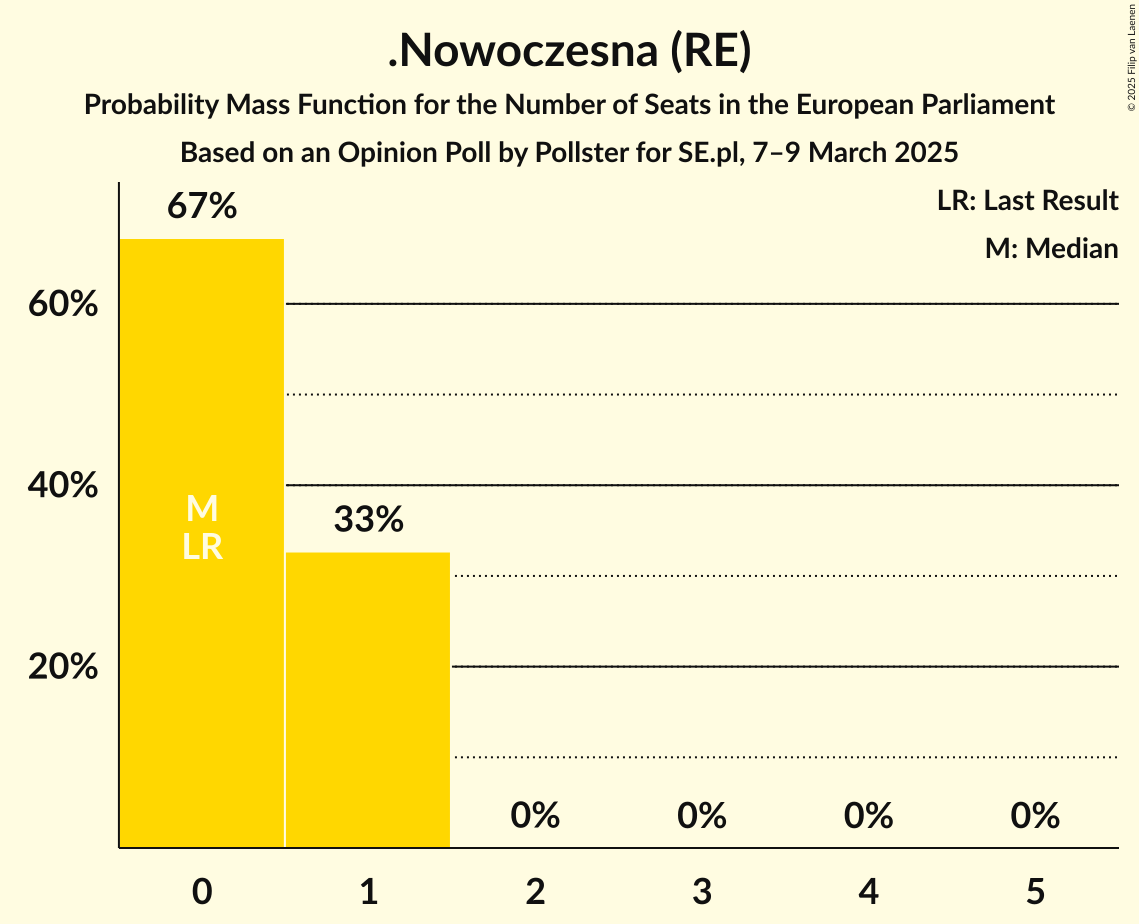 .Nowoczesna (RE)
Probability Mass Function for the Number of Seats in the European Parliament
Based on an Opinion Poll by Pollster for SE.pl, 7–9 March 2025
© 2025 Filip van Laenen
LR: Last Result
M: Median
67%
60%
40%
20%
M
LR
33%
0%
0%
0%
0%
0
1
2
3
4
5